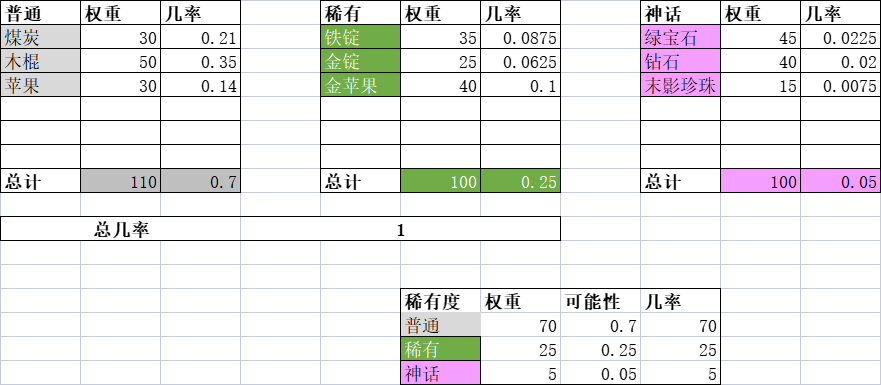 普通 权重 几率 稀有 权重 几率 神话 权重 几率
煤炭 30 0.21 铁锭 35 0.0875 绿宝石 45 0.0225
木棍 50 0.35 金锭 25 0.0625 钻石 40 0.02
苹果 30 0.14 金苹果 40 0.1 末影珍珠 15 0.0075
总计 110 0.7 总计 100 0.25 总计 100 0.05
总几率 1
稀有度 权重 可能性 几率
普通 70 0.7 70
稀有 25 0.25 25
神话 5 0.05 5